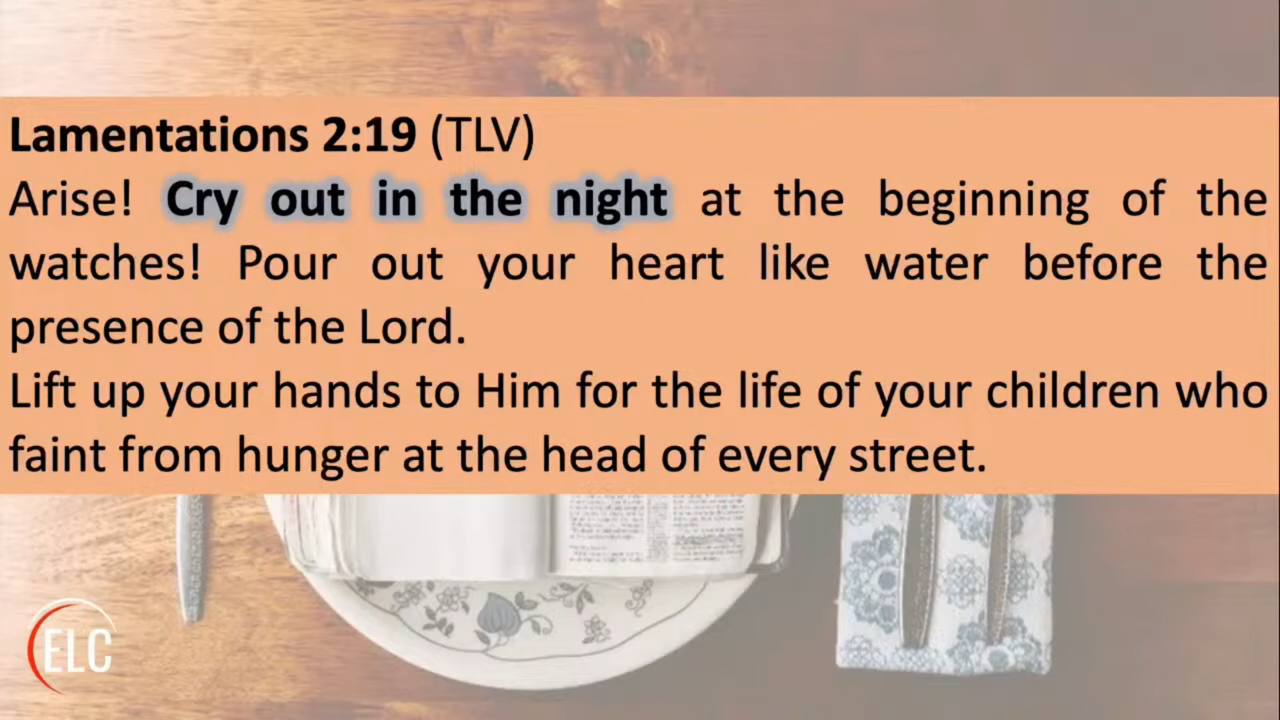 Lamentations 2:19 (TLV)
Arise! Cry out in the night at the beginning of the
watches! Pour out your heart like water before the
presence of the Lord.
Lift up your hands to Him for the life of your children who
faint from hunger at the head of every street.
ELC